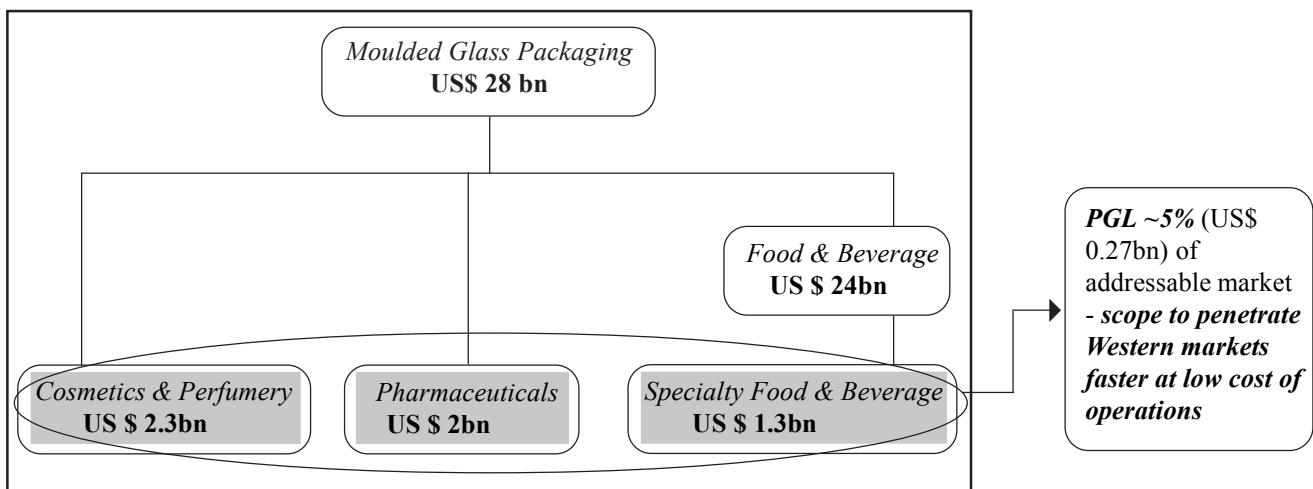 Moulded Glass Packaging
US$ 28 bn
Food & Beverage
US $ 24bn
Cosmetics & Perfumery
US $ 2.3bn
Pharmaceuticals
US $ 2bn
Specialty Food & Beverage
US $ 1.3bn
PGL ~5% (US$
0.27bn) of
addressable market
- scope to penetrate
Western markets
faster at low cost of
operations